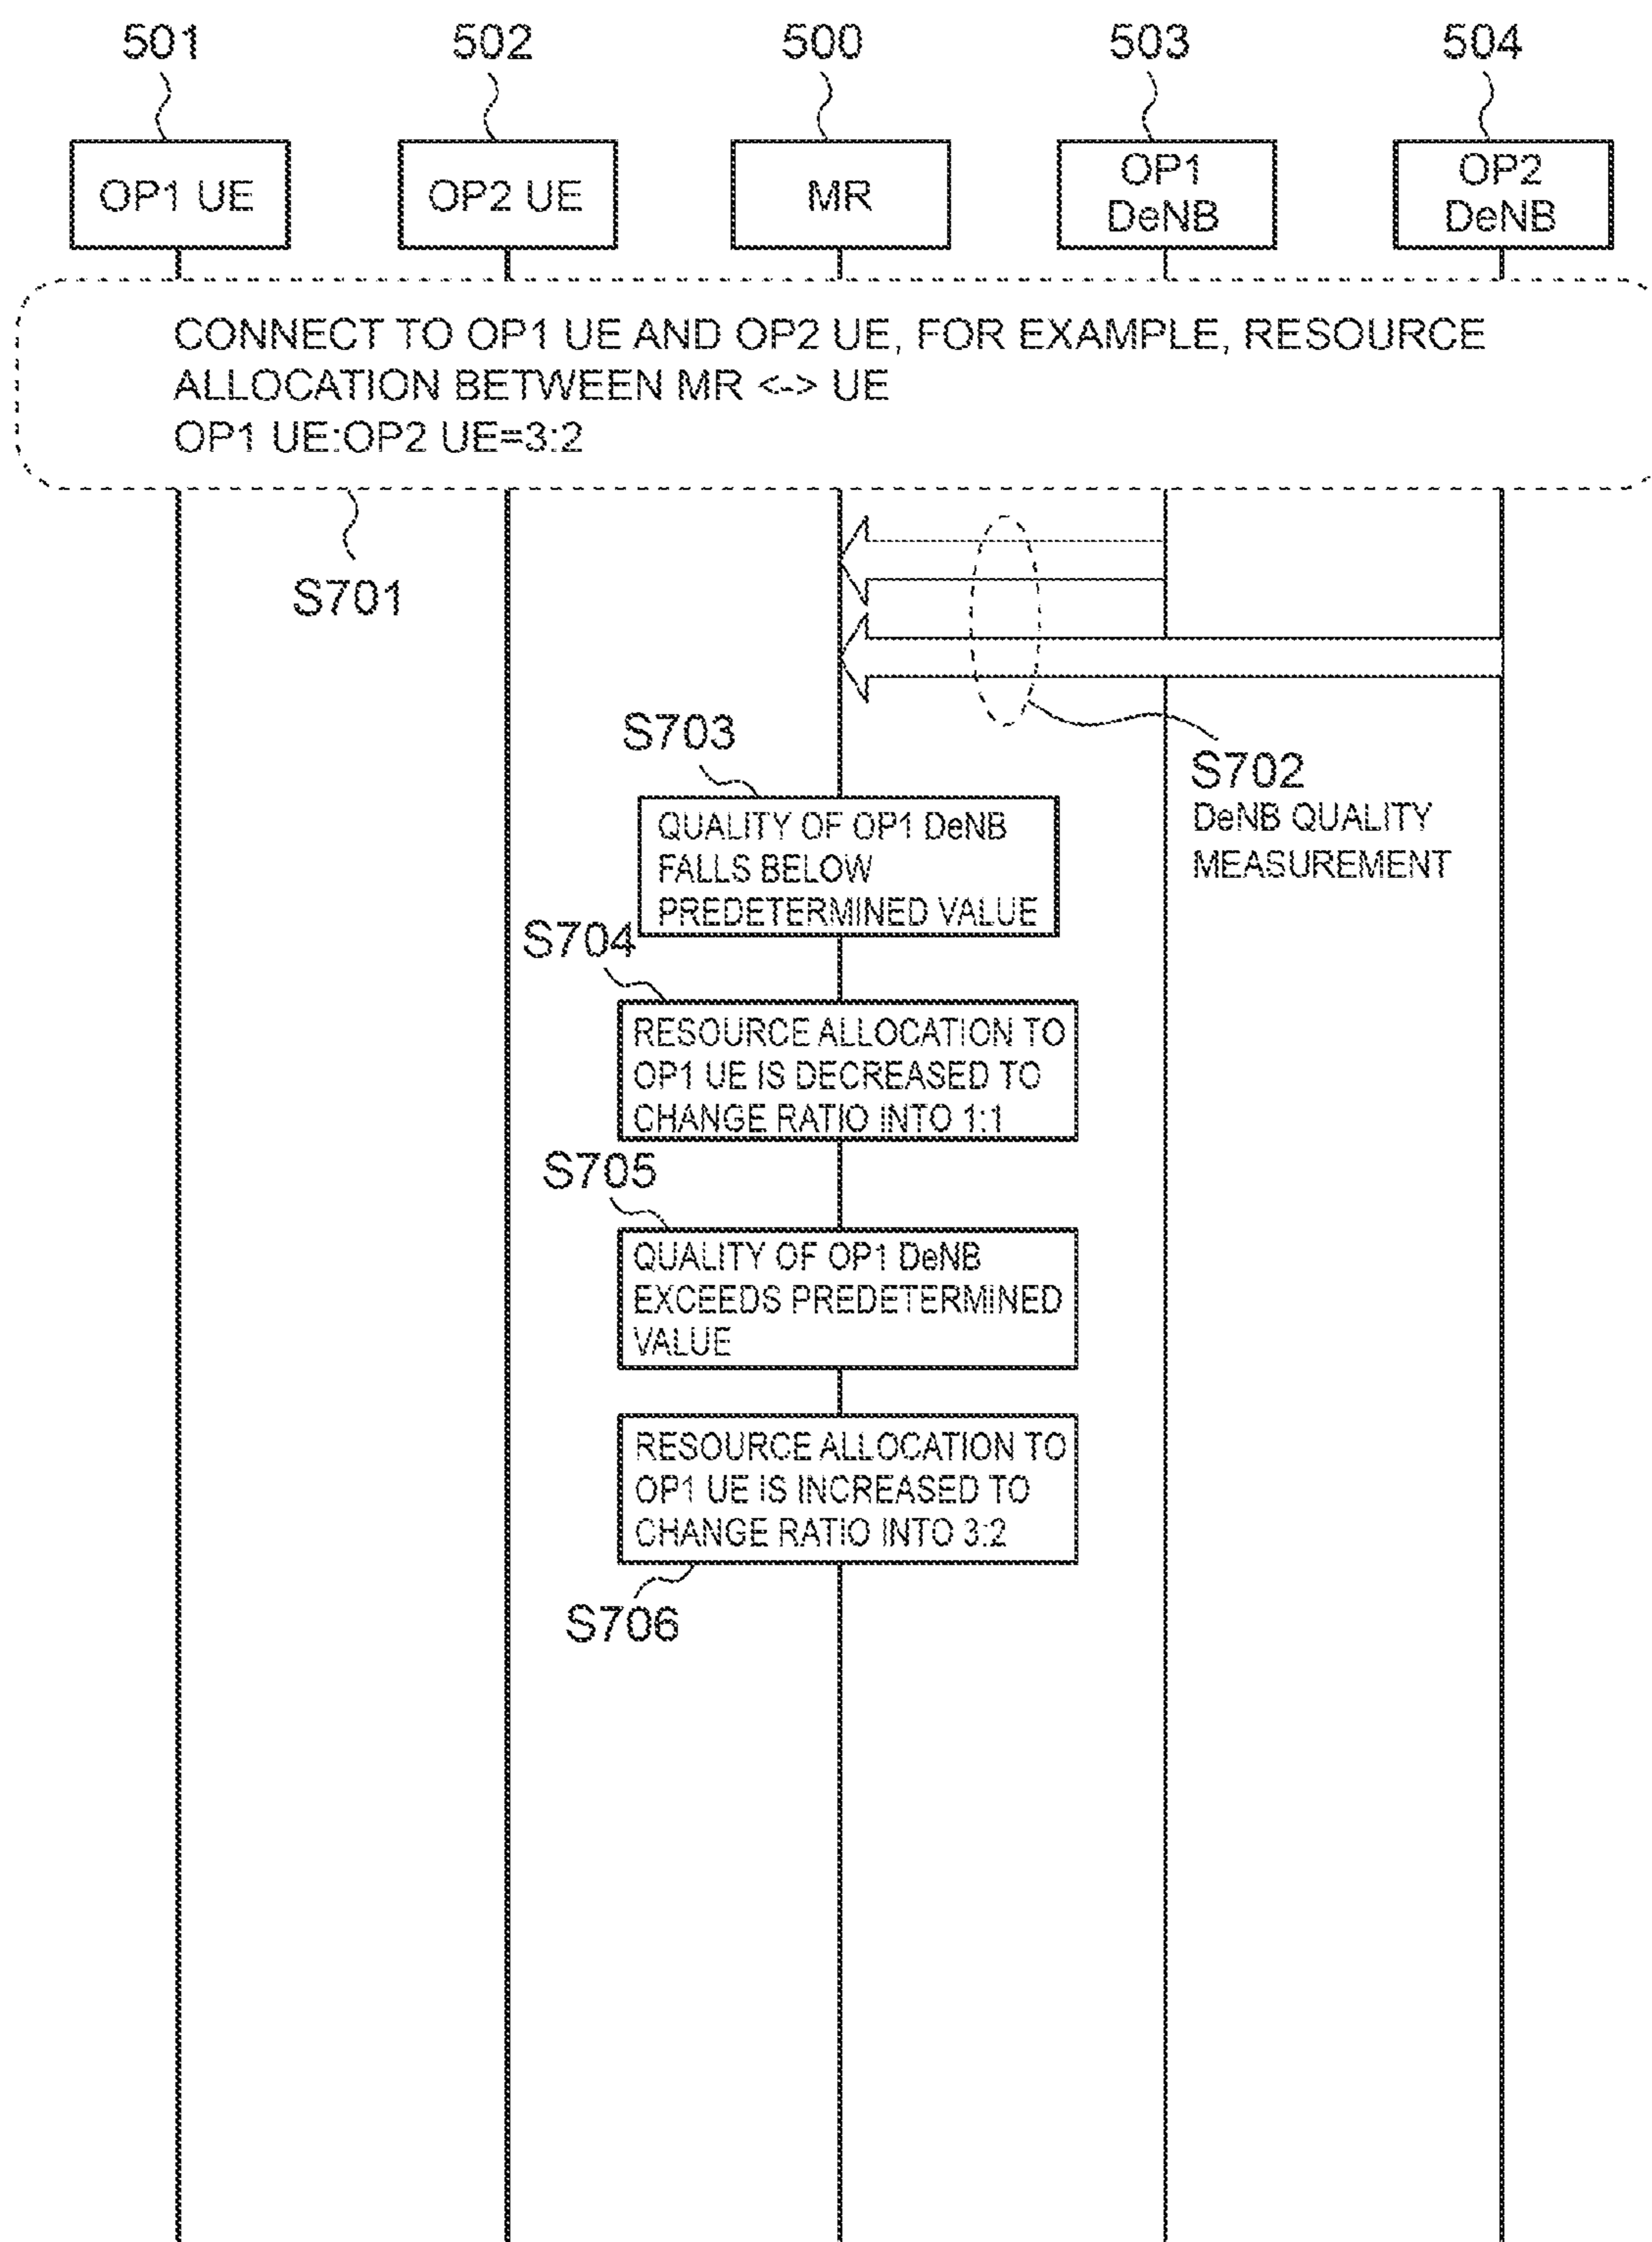 501
502
500
503
504
OP1 UE
OP2 UE
MR
OP1
DeNB
OP2
DeNB
CONNECT TO OP1 UE AND OP2 UE, FOR EXAMPLE, RESOURCE
ALLOCATION BETWEEN MR <-> UE
OP1 UE:OP2 UE=3:2
S701
S702
DeNB QUALITY
MEASUREMENT
S703
QUALITY OF OP1 DeNB
FALLS BELOW
PREDETERMINED VALUE
S704
RESOURCE ALLOCATION TO
OP1 UE IS DECREASED TO
CHANGE RATIO INTO 1:1
S705
QUALITY OF OP1 DeNB
EXCEEDS PREDETERMINED
VALUE
RESOURCE ALLOCATION TO
OP1 UE IS INCREASED TO
CHANGE RATIO INTO 3:2
S706